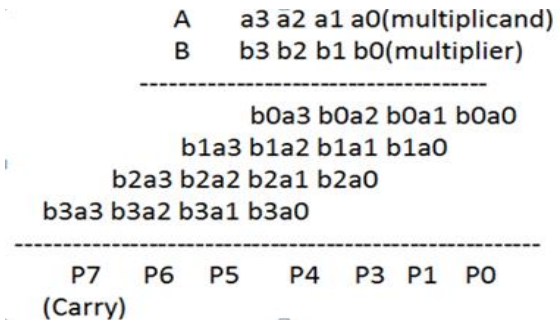 A a3 a2 a1 a0(multiplicand)
B b3 b2 b1 b0(multiplier)
--------------------------------------
b0a3 b0a2 b0a1 b0a0
b1a3 b1a2 b1a1 b1a0
b2a3 b2a2 b2a1 b2a0
b3a3 b3a2 b3a1 b3a0
----------------------------------------------------------
P7 P6 P5 P4 P3 P1 P0
(Carry)